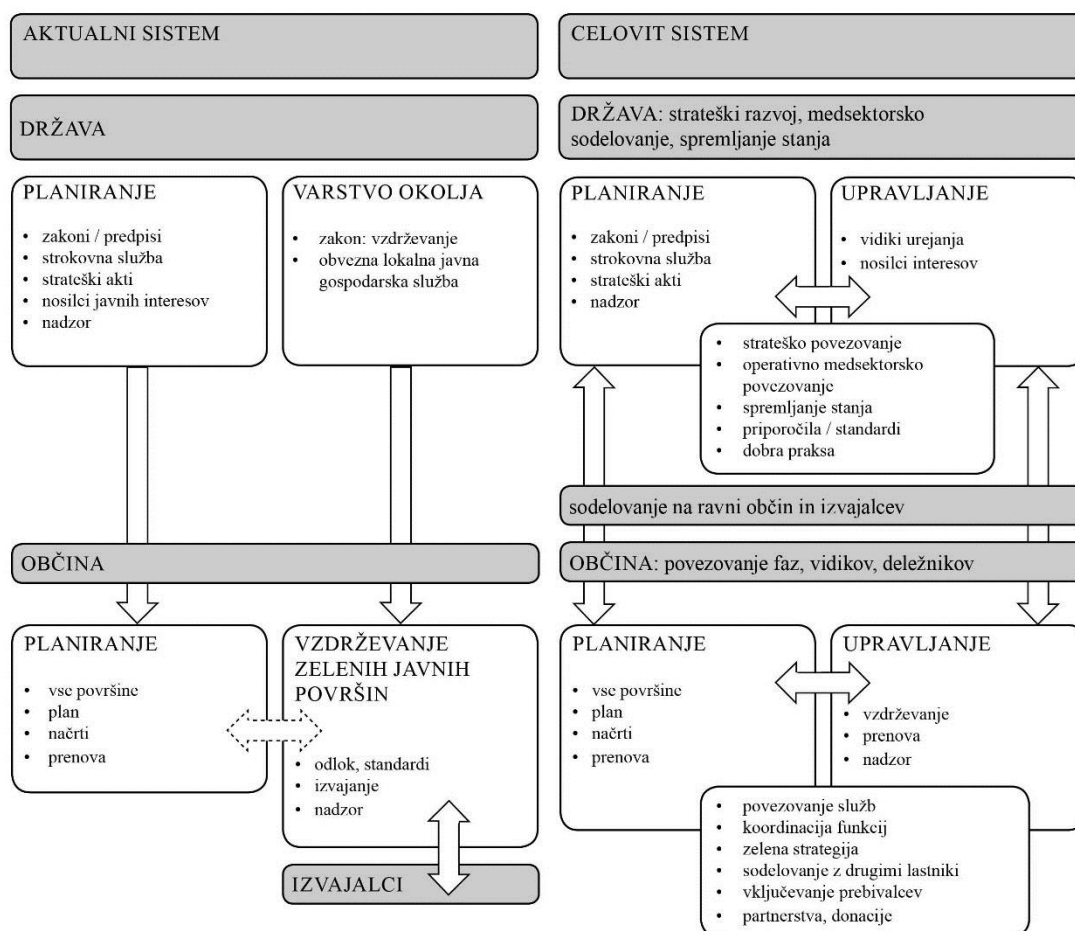 AKTUALNI SISTEM
DRŽAVA
PLANIRANJE
• zakoni / predpisi
• strokovna služba
• strateški akti
• nosilci javnih interesov
• nadzor
VARSTVO OKOLJA
• zakon: vzdrževanje
• obvezna lokalna javna
gospodarska služba
OBČINA
PLANIRANJE
• vse površine
• plan
• načrti
• prenova
VZDRŽEVANJE
ZELENIH JAVNIH
POVRŠIN
• odlok, standardi
• izvajanje
• nadzor
IZVAJALCI
CELOVIT SISTEM
DRŽAVA: strateški razvoj, medsektorsko
sodelovanje, spremljanje stanja
PLANIRANJE
• zakoni / predpisi
• strokovna služba
• strateški akti
• nadzor
UPRAVLJANJE
• vidiki urejanja
• nosilci interesov
• strateško povezovanje
• operativno medsektorsko
povezovanje
• spremljanje stanja
• priporočila / standardi
• dobra praksa
sodelovanje na ravni občin in izvajalcev
OBČINA: povezovanje faz, vidikov, deležnikov
PLANIRANJE
• vse površine
• plan
• načrti
• prenova
UPRAVLJANJE
• vzdrževanje
• prenova
• nadzor
• povezovanje služb
• koordinacija funkcij
• zelena strategija
• sodelovanje z drugimi lastniki
• vključevanje prebivalcev
• partnerstva, donacije